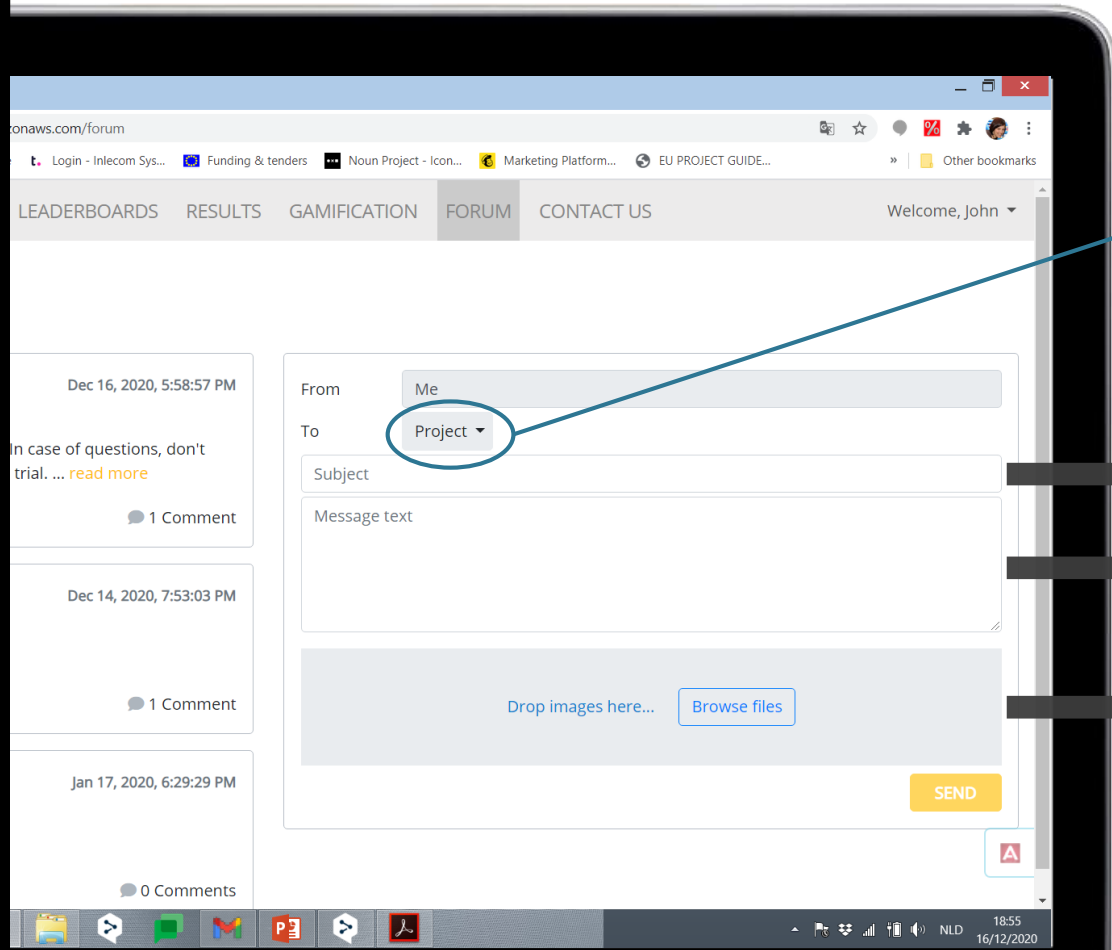 zonaws.com/forum
Login - Inlecom Sys... Funding & tenders Noun Project - Icon... Marketing Platform... EU PROJECT GUIDE... » Other bookmarks
LEADERBOARDS RESULTS GAMIFICATION FORUM CONTACT US Welcome, John
Dec 16, 2020, 5:58:57 PM
In case of questions, don't
trial. ... read more
1 Comment
Dec 14, 2020, 7:53:03 PM
1 Comment
Jan 17, 2020, 6:29:29 PM
0 Comments
From Me
To Project
Subject
Message text
Drop images here... Browse files
SEND
NLD 18:55
16/12/2020